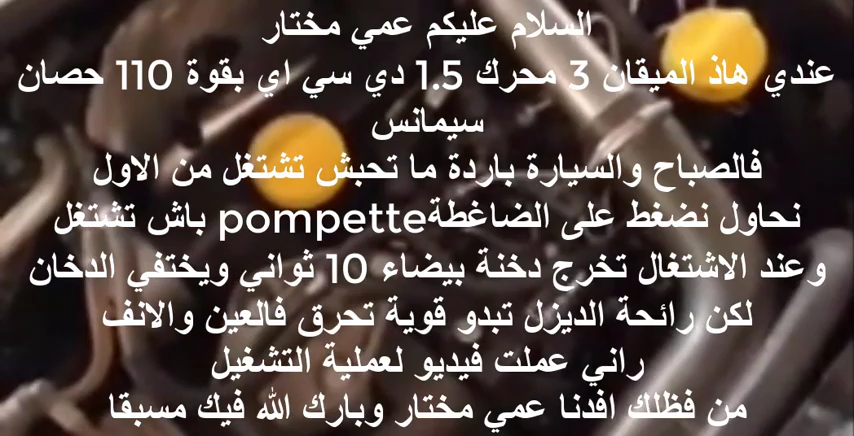 السلام عليكم عمي مختار
عندي هاذ الميقان 3 محرك 1.5 دي سي اي بقوة 110 حصان
سيمانس
فالصباح والسيارة باردة ما تحبش تشتغل من الاول
نحاول نضغط على الضاغطةpompette باش تشتغل
وعند الاشتغال تخرج دخنة بيضاء 10 ثواني ويختفي الدخان
لكن رائحة الديزل تبدو قوية تحرق فالعين والانف
راني عملت فيديو لعملية التشغيل
من فظلك افدنا عمي مختار وبارك الله فيك مسبقا